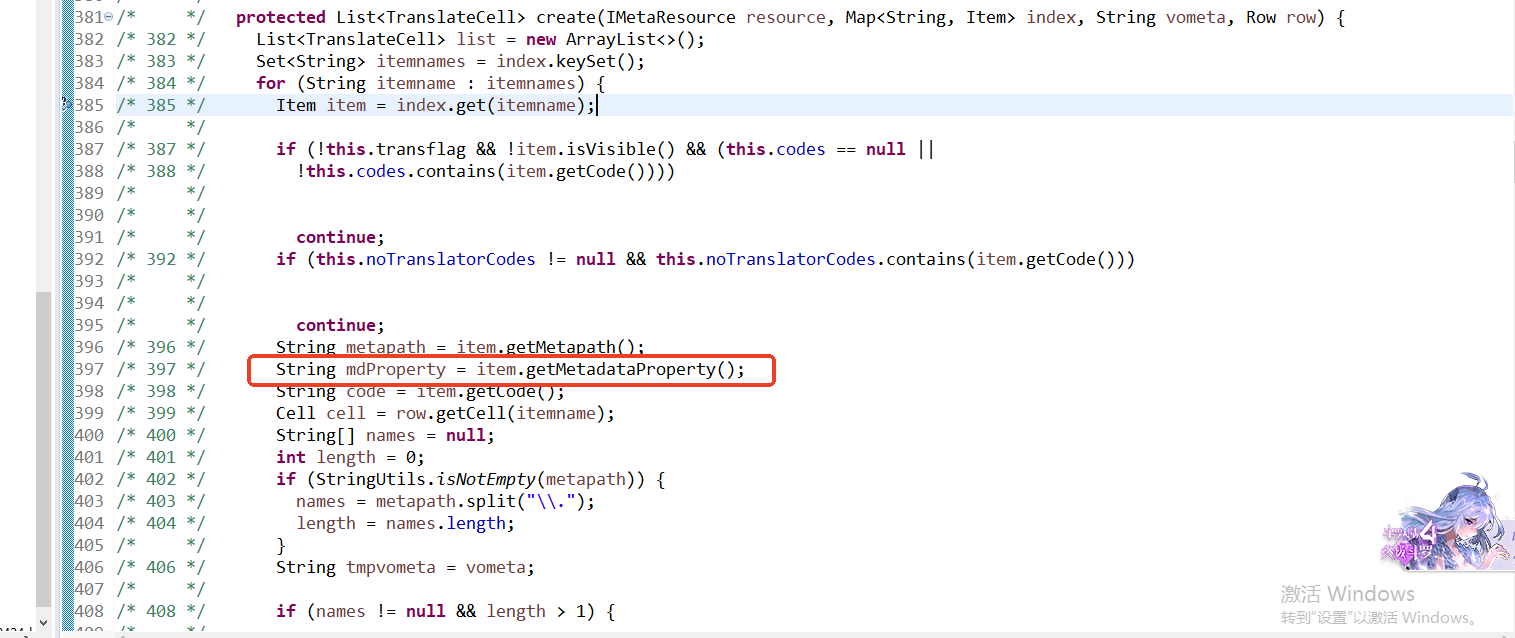 381 /*     */   protected List<TranslateCell> create(IMetaResource resource, Map<String, Item> index, String vometa, Row row) {
382 /* 382 */     List<TranslateCell> list = new ArrayList<>();
383 /* 383 */     Set<String> itemnames = index.keySet();
384 /* 384 */     for (String itemname : itemnames) {
385 /* 385 */       Item item = index.get(itemname);
386 /*     */
387 /* 387 */       if (!this.transflag && !item.isVisible() && (this.codes == null ||
388 /* 388 */         !this.codes.contains(item.getCode())))
389 /*     */
390 /*     */
391 /*     */         continue;
392 /* 392 */       if (this.noTranslatorCodes != null && this.noTranslatorCodes.contains(item.getCode()))
393 /*     */
394 /*     */
395 /*     */         continue;
396 /* 396 */       String metapath = item.getMetapath();
397 /* 397 */       String mdProperty = item.getMetadataProperty();
398 /* 398 */       String code = item.getCode();
399 /* 399 */       Cell cell = row.getCell(itemname);
400 /* 400 */       String[] names = null;
401 /* 401 */       int length = 0;
402 /* 402 */       if (StringUtils.isNotEmpty(metapath)) {
403 /* 403 */         names = metapath.split("\\.");
404 /* 404 */         length = names.length;
405 /*     */       }
406 /* 406 */       String tmpvometa = vometa;
407 /*     */
408 /* 408 */       if (names != null && length > 1) {
激活 Windows
转到"设置"以激活 Windows。